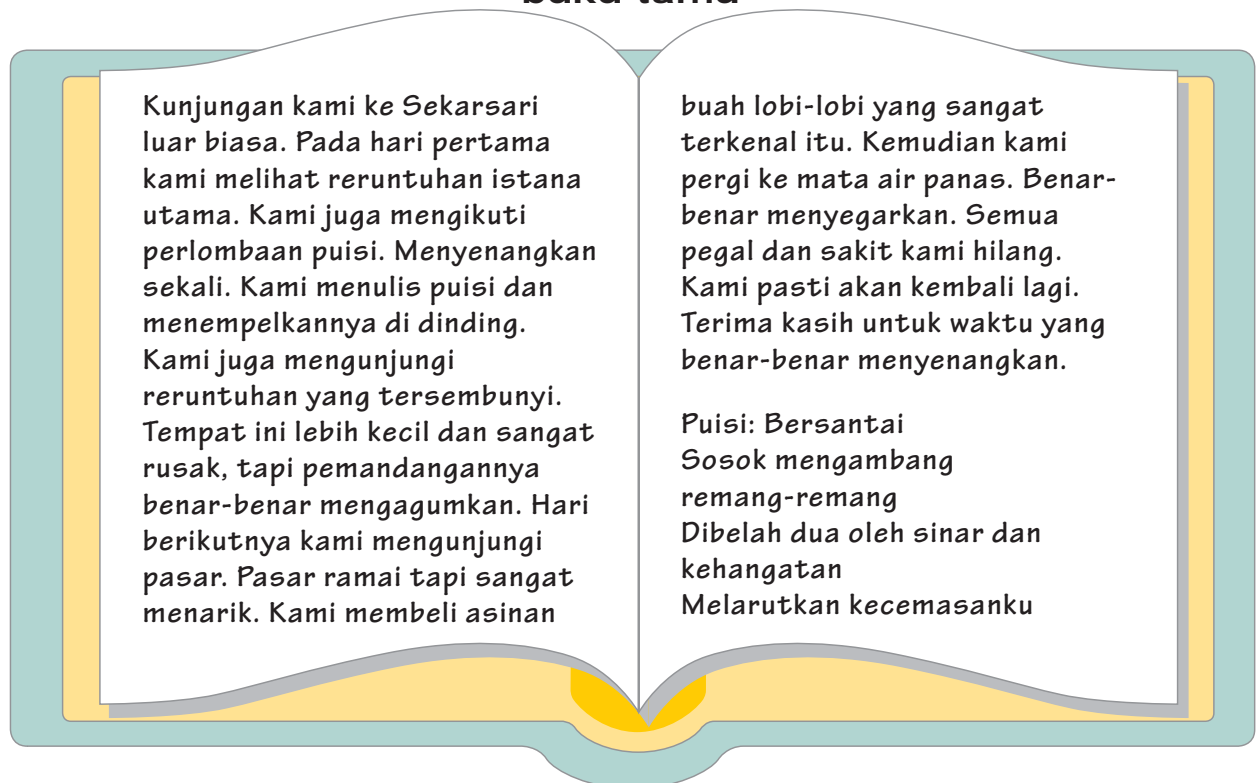 buku tamu
Kunjungan kami ke Sekarsari
luar biasa. Pada hari pertama
kami melihat reruntuhan istana
utama. Kami juga mengikuti
perlombaan puisi. Menyenangkan
sekali. Kami menulis puisi dan
menempelkannya di dinding.
Kami juga mengunjungi
reruntuhan yang tersembunyi.
Tempat ini lebih kecil dan sangat
rusak, tapi pemandangannya
benar-benar mengagumkan. Hari
berikutnya kami mengunjungi
pasar. Pasar ramai tapi sangat
menarik. Kami membeli asinan
buah lobi-lobi yang sangat
terkenal itu. Kemudian kami
pergi ke mata air panas. Benar-
benar menyegarkan. Semua
pegal dan sakit kami hilang.
Kami pasti akan kembali lagi.
Terima kasih untuk waktu yang
benar-benar menyenangkan.
Puisi: Bersantai
Sosok mengambang
remang-remang
Dibelah dua oleh sinar dan
kehangatan
Melarutkan kecemasanku